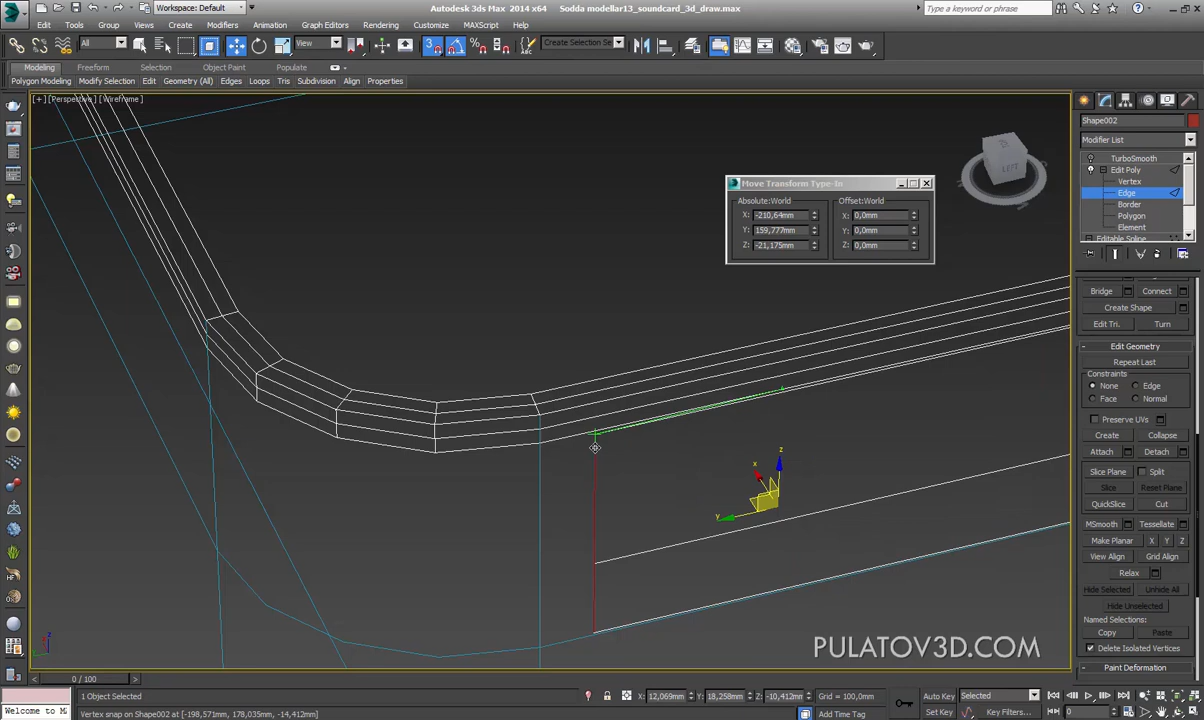 Workspace: Default
Autodesk 3ds Max 2014 x64
Sodda modellar13_soundcard_3d_draw.max
Type a keyword or phrase
Edit Tools Group Views Create Modifiers Animation Graph Editors Rendering Customize MAXScript Help
All
View
3
Create Selection Se
Modeling Freeform Selection Object Paint Populate
Polygon Modeling Modify Selection Edit Geometry (All) Edges Loops Tris Subdivision Align Properties
[+] [Perspective] [Wireframe]
LEFT
Move Transform Type-In
Absolute:World
X: -210,64mm
Y: 159,777mm
Z: -21,175mm
Offset:World
X: 0,0mm
Y: 0,0mm
Z: 0,0mm
x
y
z
Shape002
Modifier List
TurboSmooth
Edit Poly
Vertex
Edge
Border
Polygon
Element
Editable Spline
Bridge Connect
Create Shape
Edit Tri. Turn
- Edit Geometry
Repeat Last
Constraints
None Edge
Face Normal
Preserve UVs
Create Collapse
Attach Detach
Slice Plane Split
Slice Reset Plane
QuickSlice Cut
MSmooth Tessellate
Make Planar X Y Z
View Align Grid Align
Relax
Hide Selected Unhide All
Hide Unselected
Named Selections:
Copy Paste
Delete Isolated Vertices
+ Paint Deformation
PULATOV3D.COM
0 / 100
1 Object Selected
X: 12,069mm Y: 18,258mm Z: -10,412mm
Grid = 100,0mm
Auto Key Selected
Welcome to M
Vertex snap on Shape002 at [-198,571mm, 178,035mm, -14,412mm]
Add Time Tag
Set Key Key Filters...
0